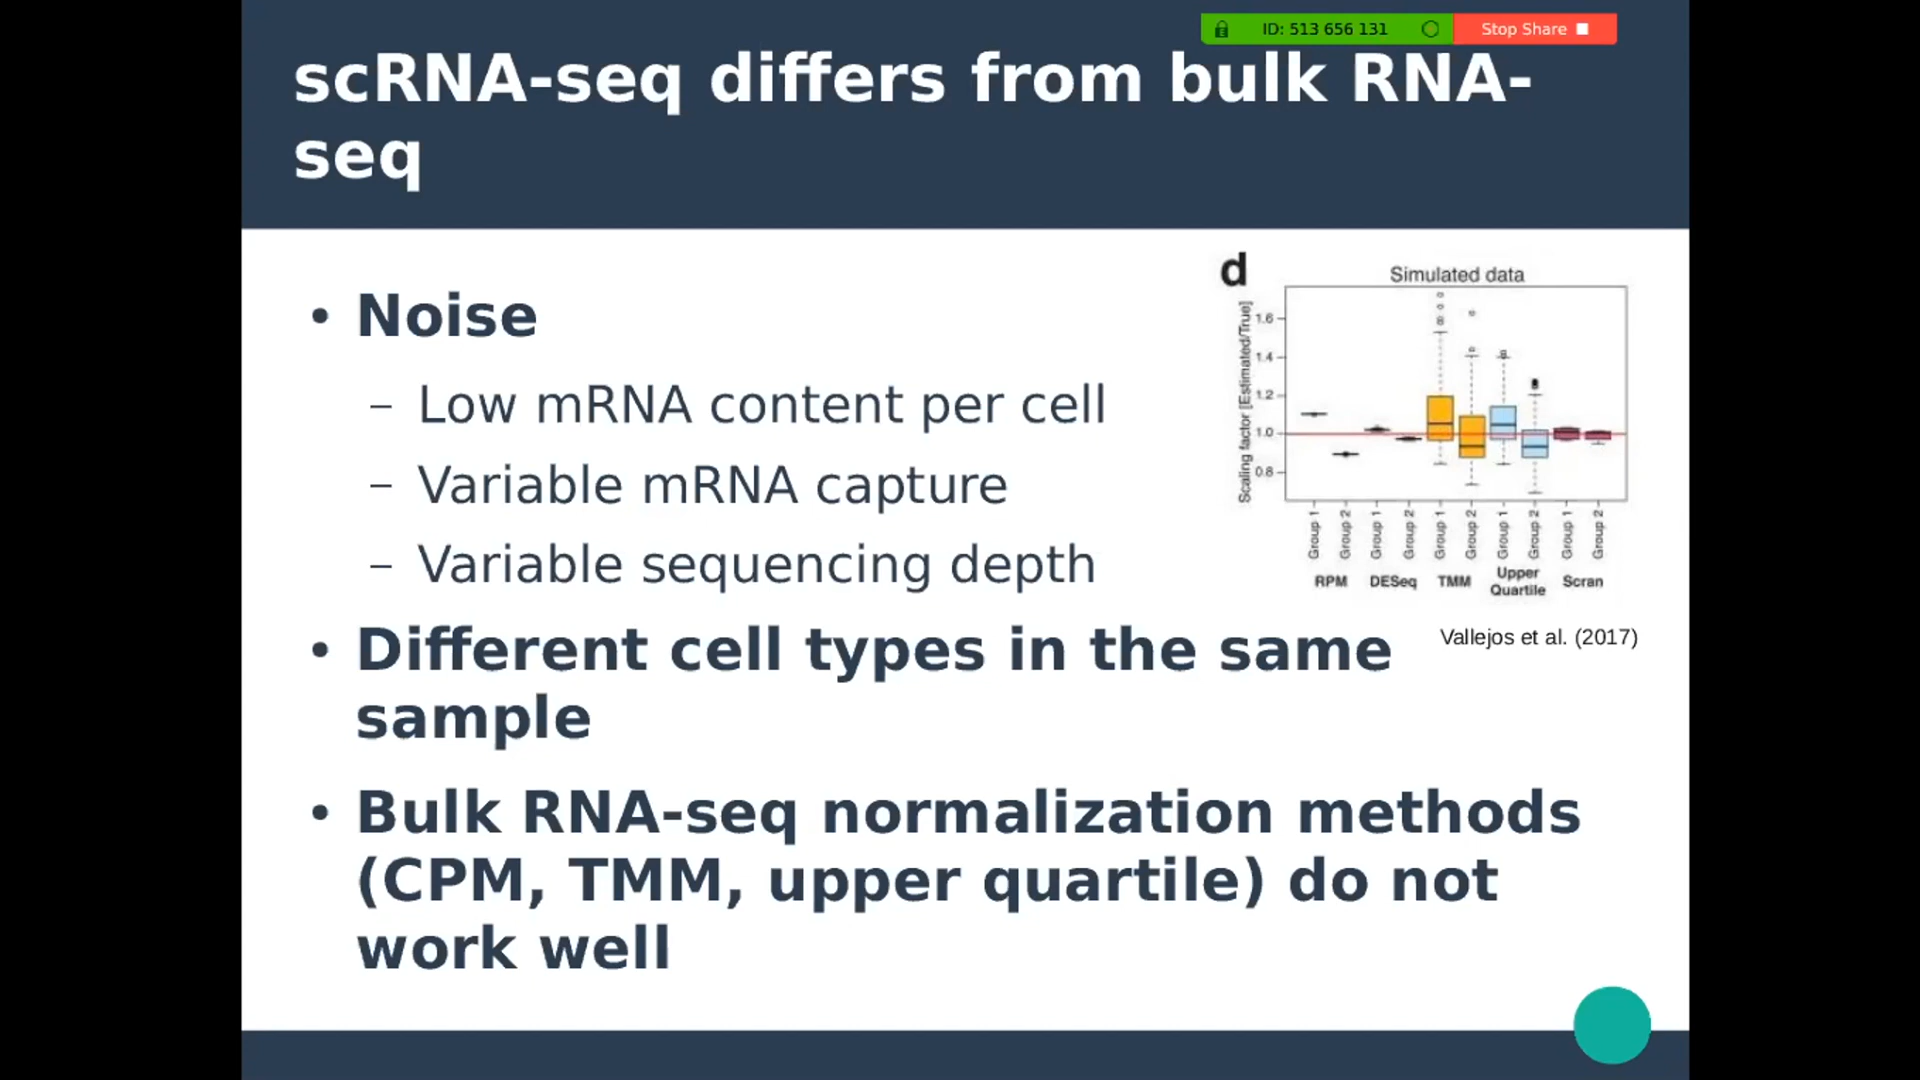 ID: 513 656 131
Stop Share
scRNA-seq differs from bulk RNA-
seq
• Noise
– Low mRNA content per cell
– Variable mRNA capture
– Variable sequencing depth
• Different cell types in the same
sample
• Bulk RNA-seq normalization methods
(CPM, TMM, upper quartile) do not
work well
d
Simulated data
Scaling factor [Estimated/True]
1.6
1.4
1.2
1.0
0.8
Group 1
Group 2
Group 1
Group 2
Group 1
Group 2
Group 1
Group 2
Group 1
Group 2
RPM
DESeq
TMM
Upper
Quartile
Scran
Vallejos et al. (2017)